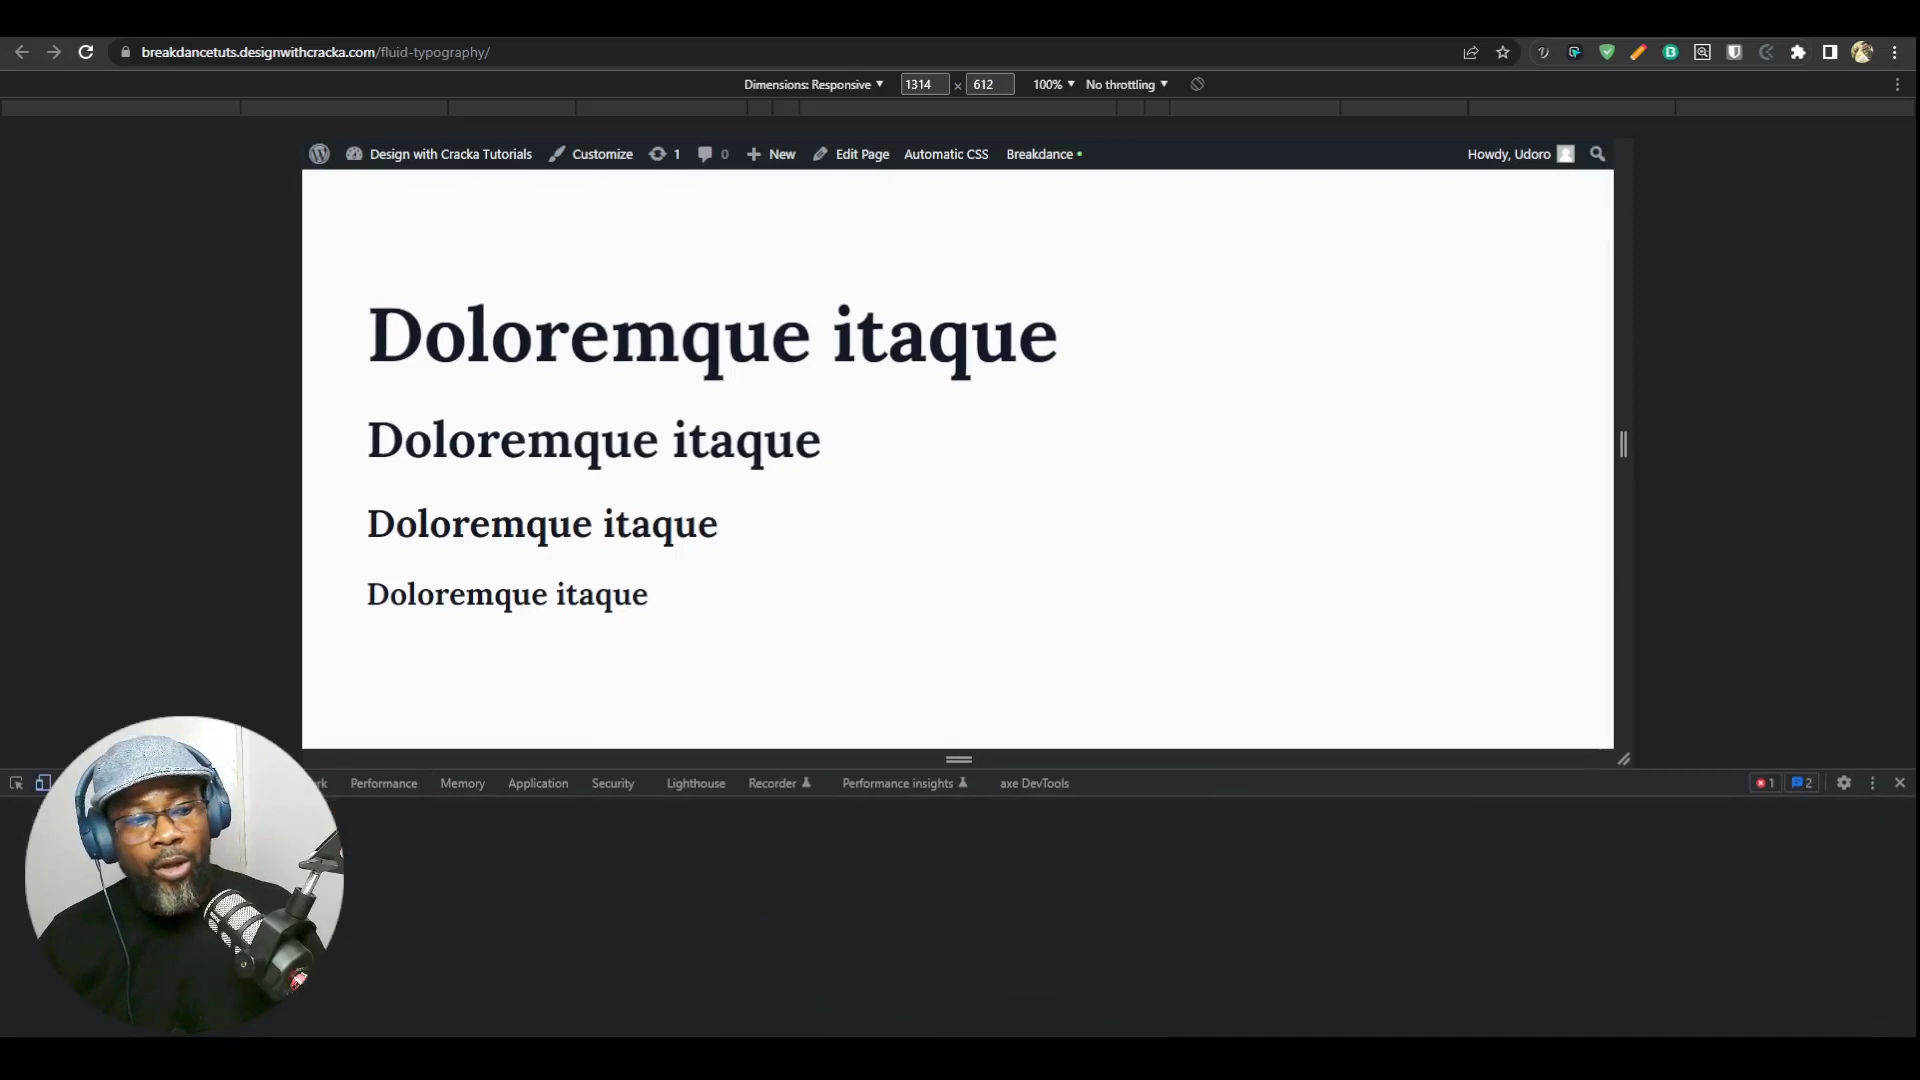 breakdancetuts.designwithcracka.com/fluid-typography/
Dimensions: Responsive 1314 x 612 100% No throttling
Design with Cracka Tutorials Customize 1 0 New Edit Page Automatic CSS Breakdance Howdy, Udoro
Doloremque itaque
Doloremque itaque
Doloremque itaque
Doloremque itaque
rk Performance Memory Application Security Lighthouse Recorder Performance insights axe DevTools 1 2